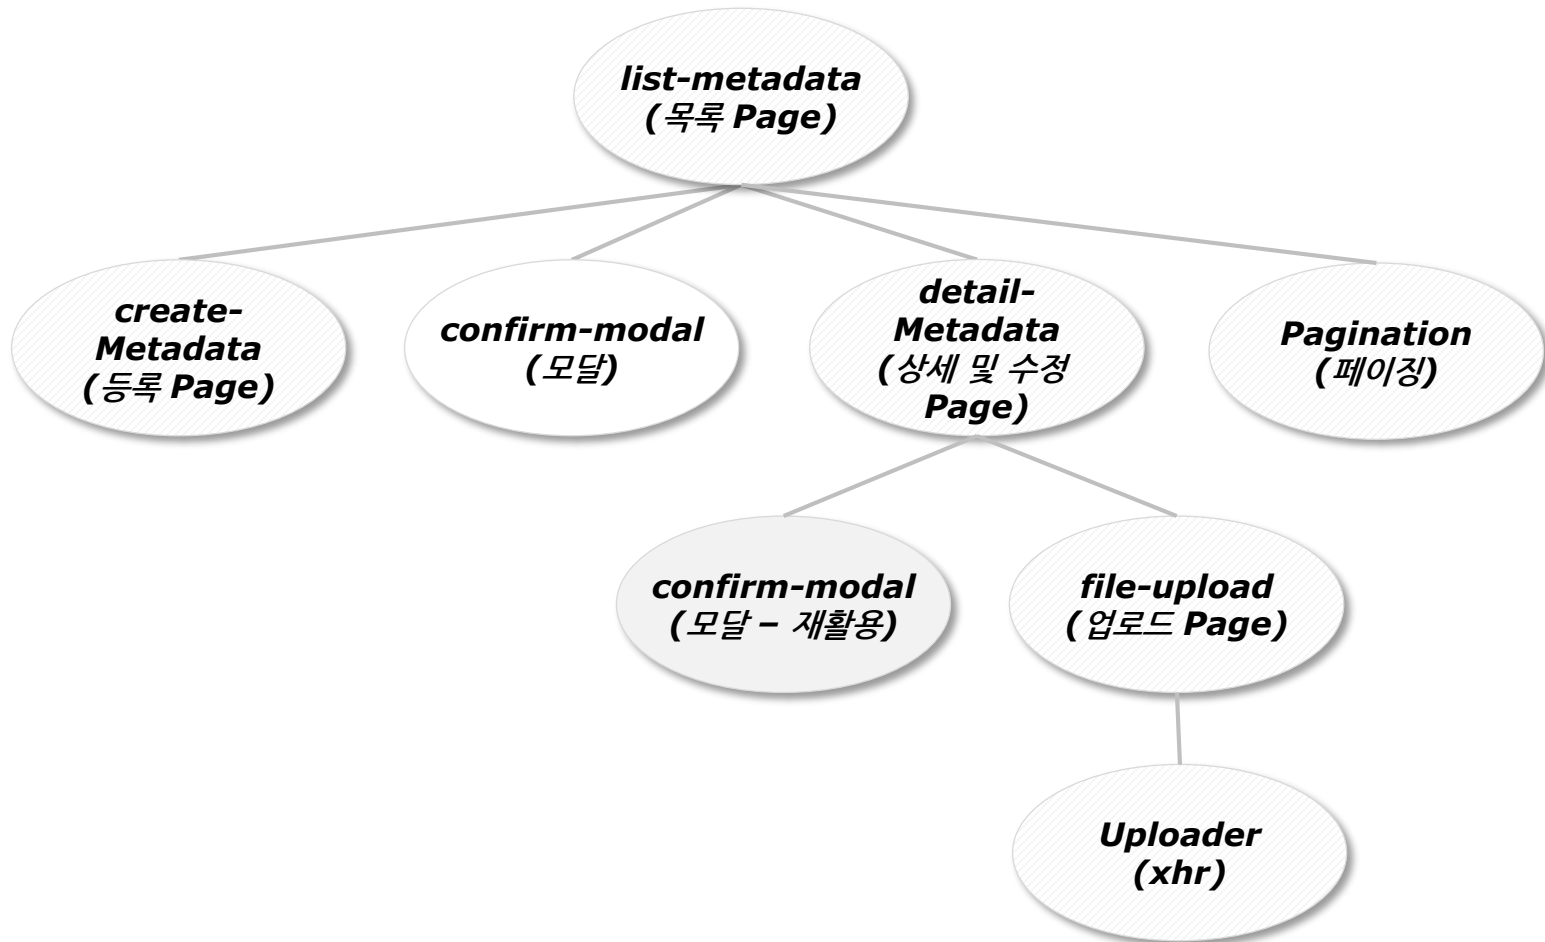 list-metadata
(목록 Page)
create-
Metadata
(등록 Page)
confirm-modal
(모달)
detail-
Metadata
(상세 및 수정
Page)
Pagination
(페이징)
confirm-modal
(모달 – 재활용)
file-upload
(업로드 Page)
Uploader
(xhr)